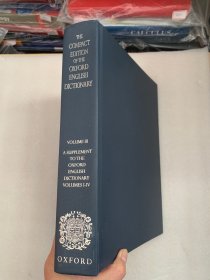 THE
COMPACT
EDITION
OF THE
OXFORD
ENGLISH
DICTIONARY
VOLUME III
A SUPPLEMENT
TO THE
OXFORD
ENGLISH
DICTIONARY
VOLUMES I-IV
OXFORD